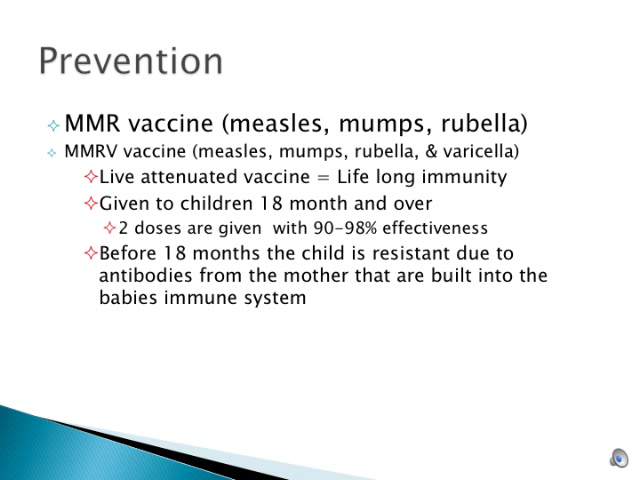 Prevention
MMR vaccine (measles, mumps, rubella)
MMRV vaccine (measles, mumps, rubella, & varicella)
Live attenuated vaccine = Life long immunity
Given to children 18 month and over
2 doses are given  with 90-98% effectiveness
Before 18 months the child is resistant due to
antibodies from the mother that are built into the
babies immune system